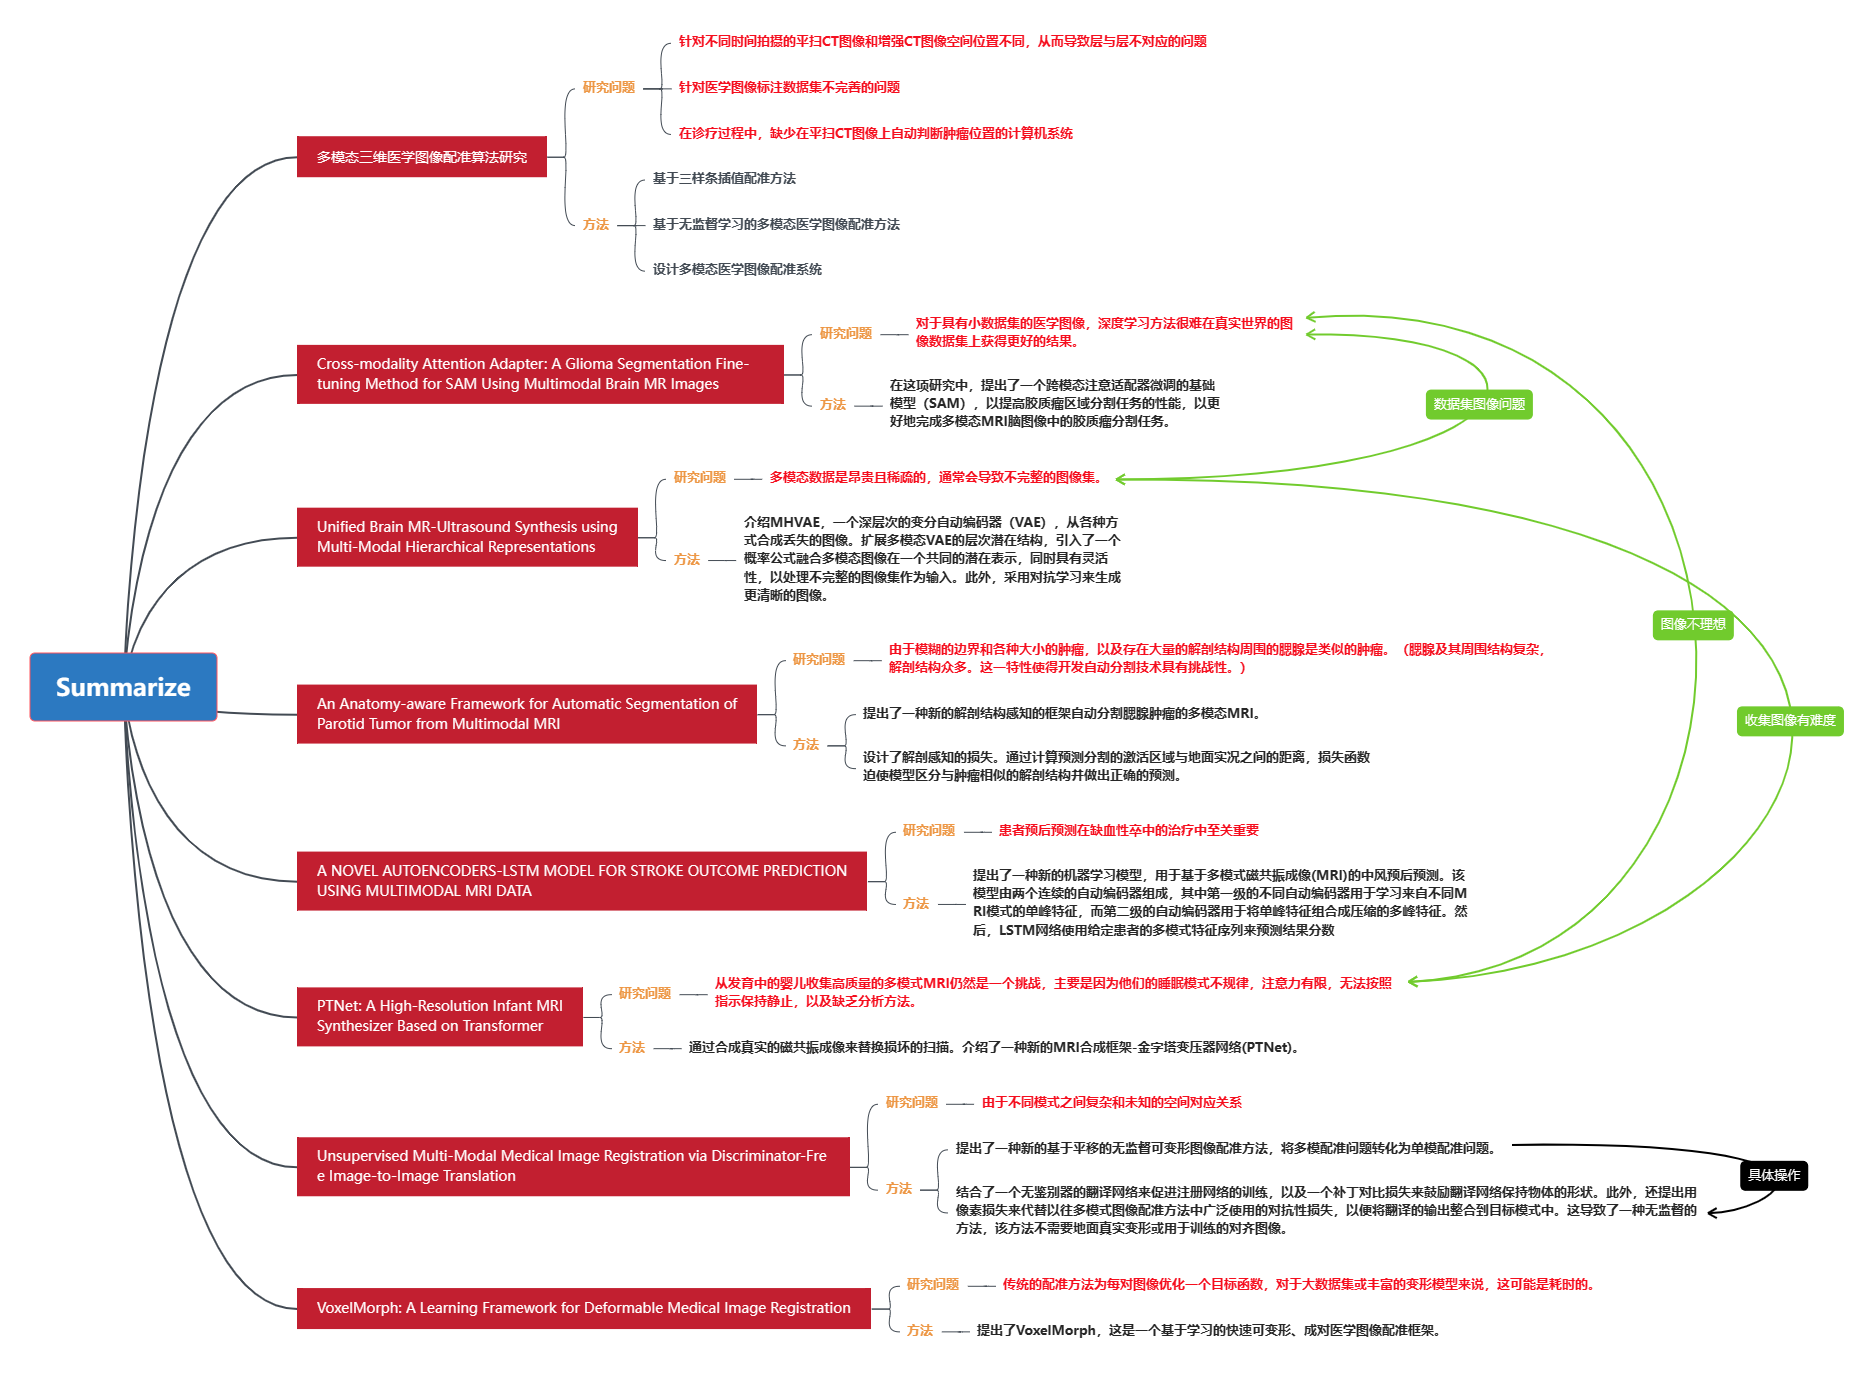 Summarize
多模态三维医学图像配准算法研究
研究问题
针对不同时间拍摄的平扫CT图像和增强CT图像空间位置不同，从而导致层与层不对应的问题
针对医学图像标注数据集不完善的问题
在诊疗过程中，缺少在平扫CT图像上自动判断肿瘤位置的计算机系统
方法
基于三样条插值配准方法
基于无监督学习的多模态医学图像配准方法
设计多模态医学图像配准系统
Cross-modality Attention Adapter: A Glioma Segmentation Fine-
tuning Method for SAM Using Multimodal Brain MR Images
研究问题
对于具有小数据集的医学图像，深度学习方法很难在真实世界的图
像数据集上获得更好的结果。
方法
在这项研究中，提出了一个跨模态注意适配器微调的基础
模型（SAM），以提高胶质瘤区域分割任务的性能，以更
好地完成多模态MRI脑图像中的胶质瘤分割任务。
数据集图像问题
Unified Brain MR-Ultrasound Synthesis using
Multi-Modal Hierarchical Representations
研究问题
多模态数据是昂贵且稀疏的，通常会导致不完整的图像集。
方法
介绍MHVAE，一个深层次的变分自动编码器（VAE），从各种方
式合成丢失的图像。扩展多模态VAE的层次潜在结构，引入了一个
概率公式融合多模态图像在一个共同的潜在表示，同时具有灵活
性，以处理不完整的图像集作为输入。此外，采用对抗学习来生成
更清晰的图像。
图像不理想
An Anatomy-aware Framework for Automatic Segmentation of
Parotid Tumor from Multimodal MRI
研究问题
由于模糊的边界和各种大小的肿瘤，以及存在大量的解剖结构周围的腮腺是类似的肿瘤。（腮腺及其周围结构复杂，
解剖结构众多。这一特性使得开发自动分割技术具有挑战性。）
方法
提出了一种新的解剖结构感知的框架自动分割腮腺肿瘤的多模态MRI。
设计了解剖感知的损失。通过计算预测分割的激活区域与地面实况之间的距离，损失函数
迫使模型区分与肿瘤相似的解剖结构并做出正确的预测。
收集图像有难度
A NOVEL AUTOENCODERS-LSTM MODEL FOR STROKE OUTCOME PREDICTION
USING MULTIMODAL MRI DATA
研究问题
患者预后预测在缺血性卒中的治疗中至关重要
方法
提出了一种新的机器学习模型，用于基于多模式磁共振成像(MRI)的中风预后预测。该
模型由两个连续的自动编码器组成，其中第一级的不同自动编码器用于学习来自不同M
RI模式的单峰特征，而第二级的自动编码器用于将单峰特征组合成压缩的多峰特征。然
后，LSTM网络使用给定患者的多模式特征序列来预测结果分数
PTNet: A High-Resolution Infant MRI
Synthesizer Based on Transformer
研究问题
从发育中的婴儿收集高质量的多模式MRI仍然是一个挑战，主要是因为他们的睡眠模式不规律，注意力有限，无法按照
指示保持静止，以及缺乏分析方法。
方法
通过合成真实的磁共振成像来替换损坏的扫描。介绍了一种新的MRI合成框架-金字塔变压器网络(PTNet)。
Unsupervised Multi-Modal Medical Image Registration via Discriminator-Fre
e Image-to-Image Translation
研究问题
由于不同模式之间复杂和未知的空间对应关系
方法
提出了一种新的基于平移的无监督可变形图像配准方法，将多模配准问题转化为单模配准问题。
具体操作
结合了一个无鉴别器的翻译网络来促进注册网络的训练，以及一个补丁对比损失来鼓励翻译网络保持物体的形状。此外，还提出用
像素损失来代替以往多模式图像配准方法中广泛使用的对抗性损失，以便将翻译的输出整合到目标模式中。这导致了一种无监督的
方法，该方法不需要地面真实变形或用于训练的对齐图像。
VoxelMorph: A Learning Framework for Deformable Medical Image Registration
研究问题
传统的配准方法为每对图像优化一个目标函数，对于大数据集或丰富的变形模型来说，这可能是耗时的。
方法
提出了VoxelMorph，这是一个基于学习的快速可变形、成对医学图像配准框架。